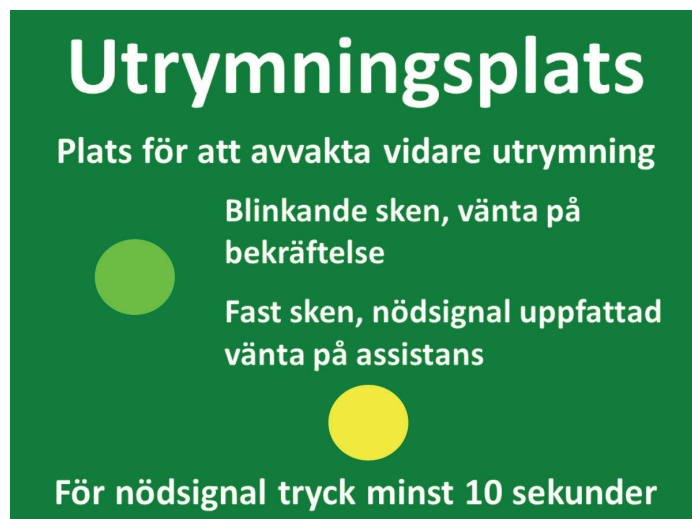 Utrymningsplats
Plats för att avvakta vidare utrymning
Blinkande sken, vänta på
bekräftelse
Fast sken, nödsignal uppfattad
vänta på assistans
För nödsignal tryck minst 10 sekunder